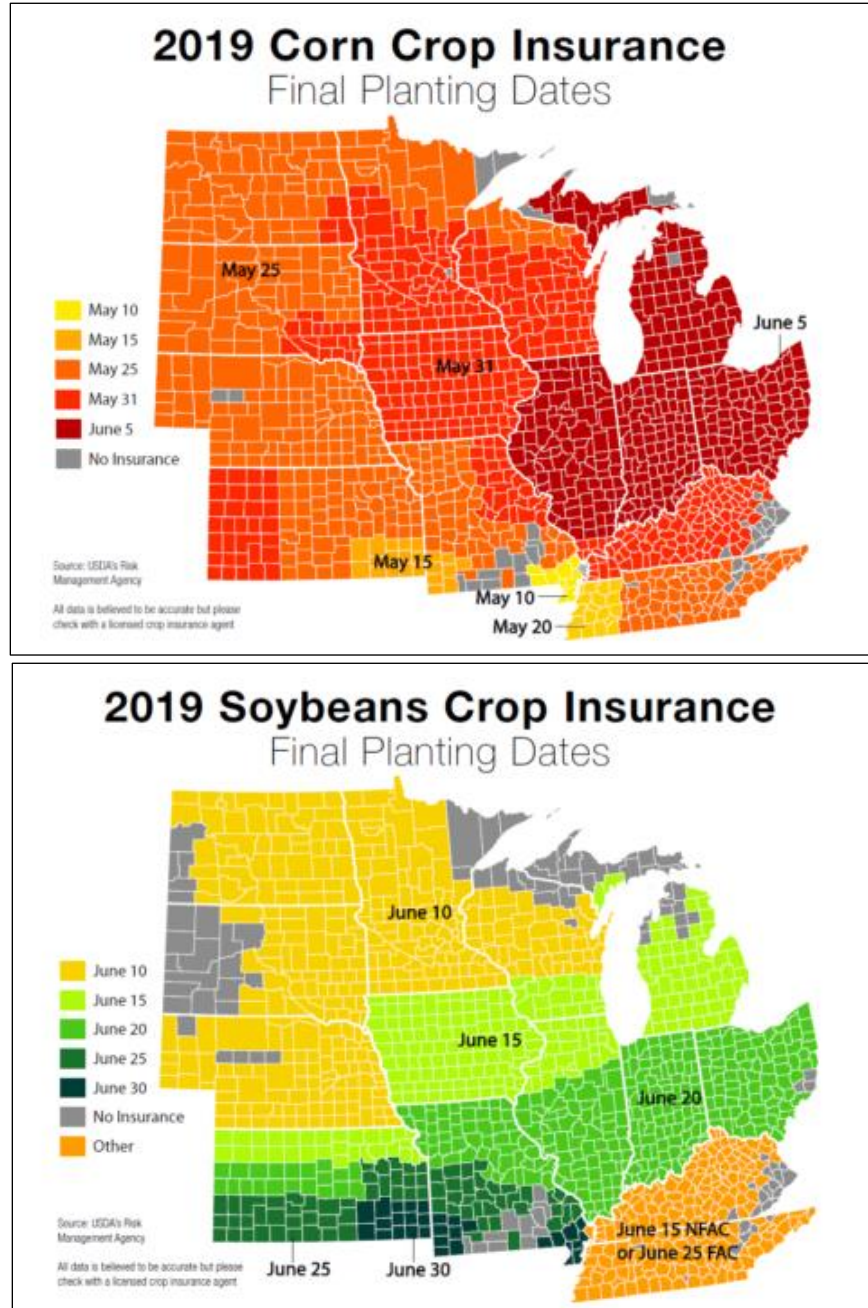 2019 Corn Crop Insurance
Final Planting Dates
May 25
June 5
May 10
May 15
May 25
May 31
June 5
No Insurance
May 31
May 15
May 10
May 20
Source: USDA's Risk
Management Agency
All data is believed to be accurate but please
check with a licensed crop insurance agent
2019 Soybeans Crop Insurance
Final Planting Dates
June 10
June 10
June 15
June 20
June 25
June 30
No Insurance
Other
June 15
June 20
June 15 NFAC
or June 25 FAC
Source: USDA's Risk
Management Agency
All data is believed to be accurate but please
check with a licensed crop insurance agent
June 25
June 30